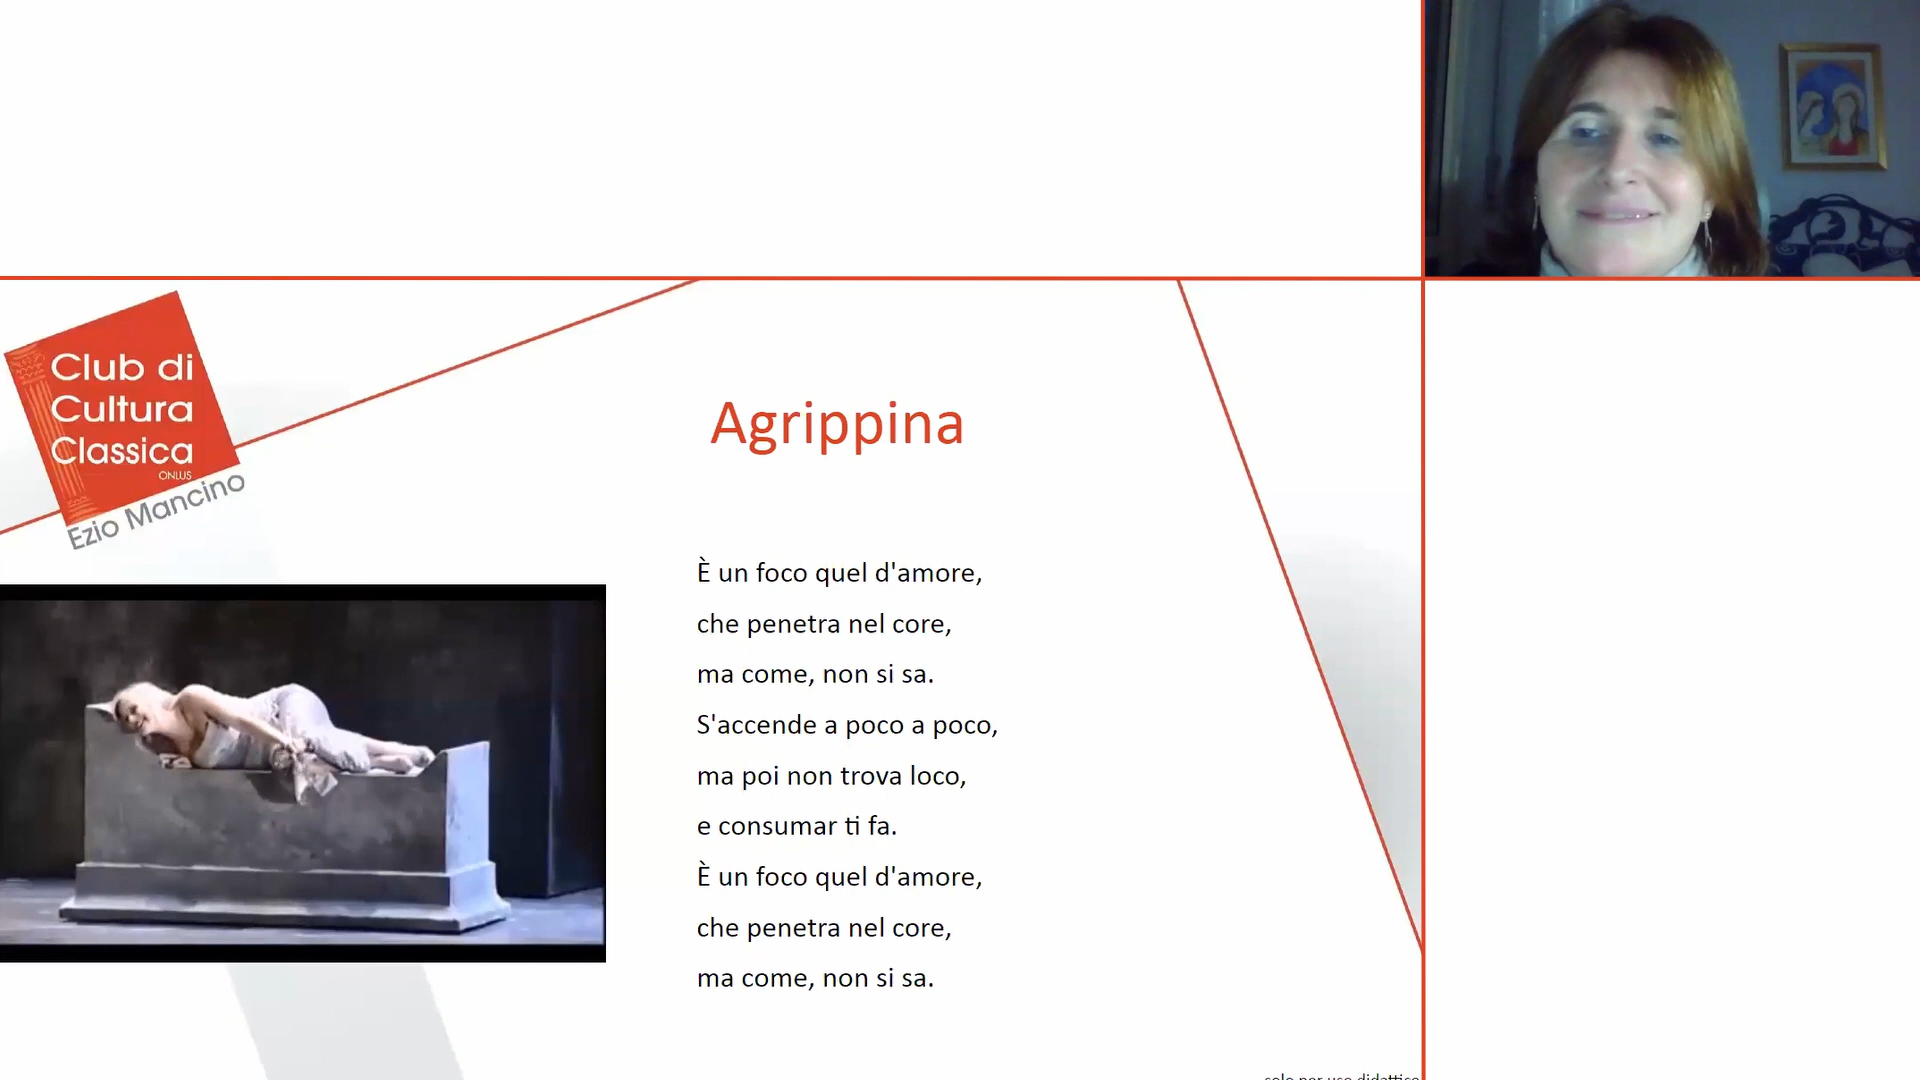 Club di
Cultura
Classica
ONLUS
Ezio Mancino
Agrippina
È un foco quel d'amore,
che penetra nel core,
ma come, non si sa.
S'accende a poco a poco,
ma poi non trova loco,
e consumar ti fa.
È un foco quel d'amore,
che penetra nel core,
ma come, non si sa.
solo per uso didattico